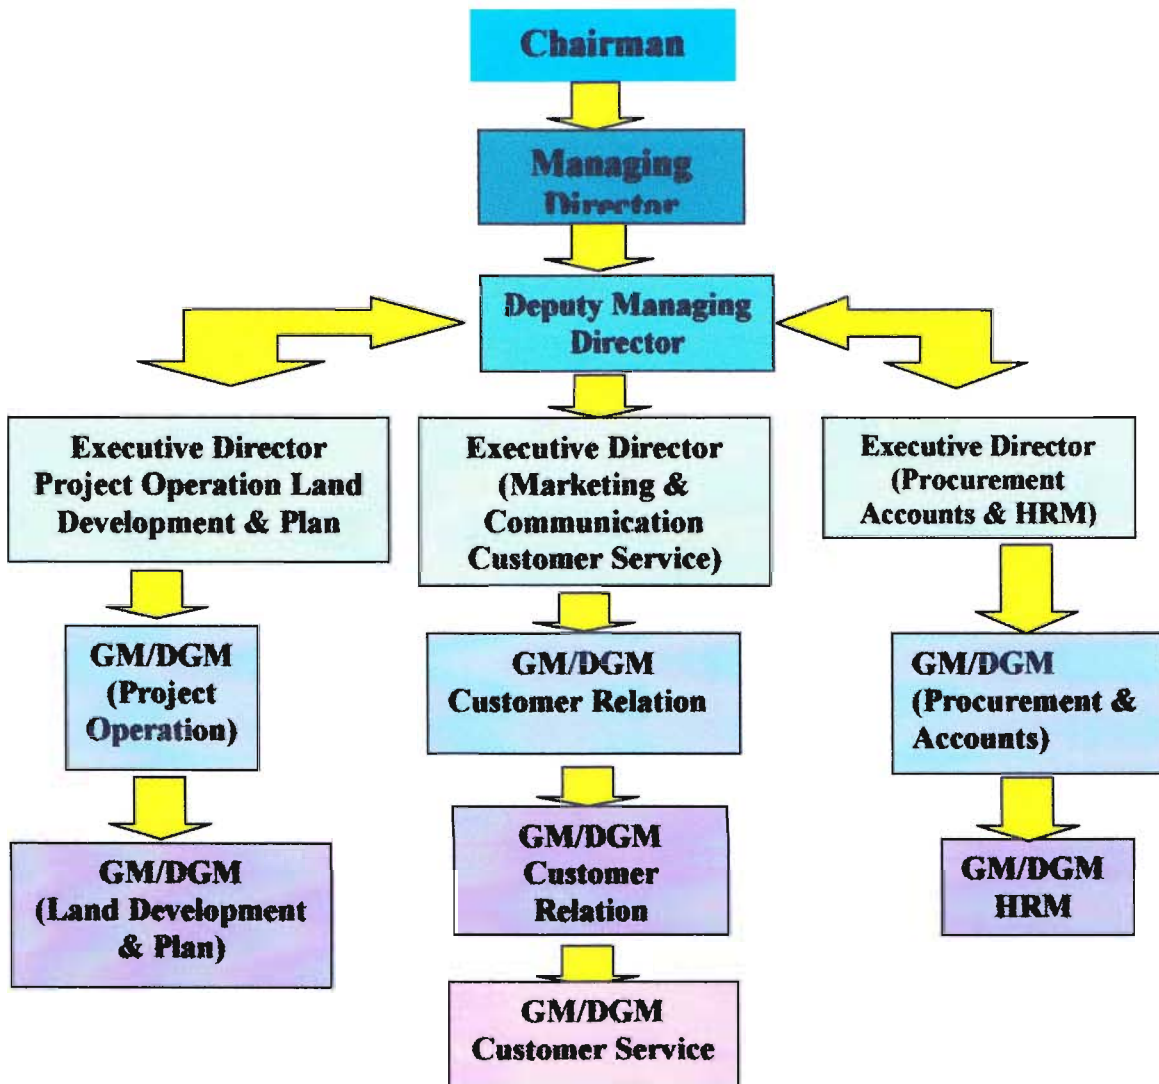 Chairman
Managing
Director
Deputy Managing
Director
Executive Director
Project Operation Land
Development & Plan
Executive Director
(Marketing &
Communication
Customer Service)
Executive Director
(Procurement
Accounts & HRM)
GM/DGM
(Project
Operation)
GM/DGM
Customer Relation
GM/DGM
(Procurement &
Accounts)
GM/DGM
(Land Development
& Plan)
GM/DGM
Customer
Relation
GM/DGM
HRM
GM/DGM
Customer Service